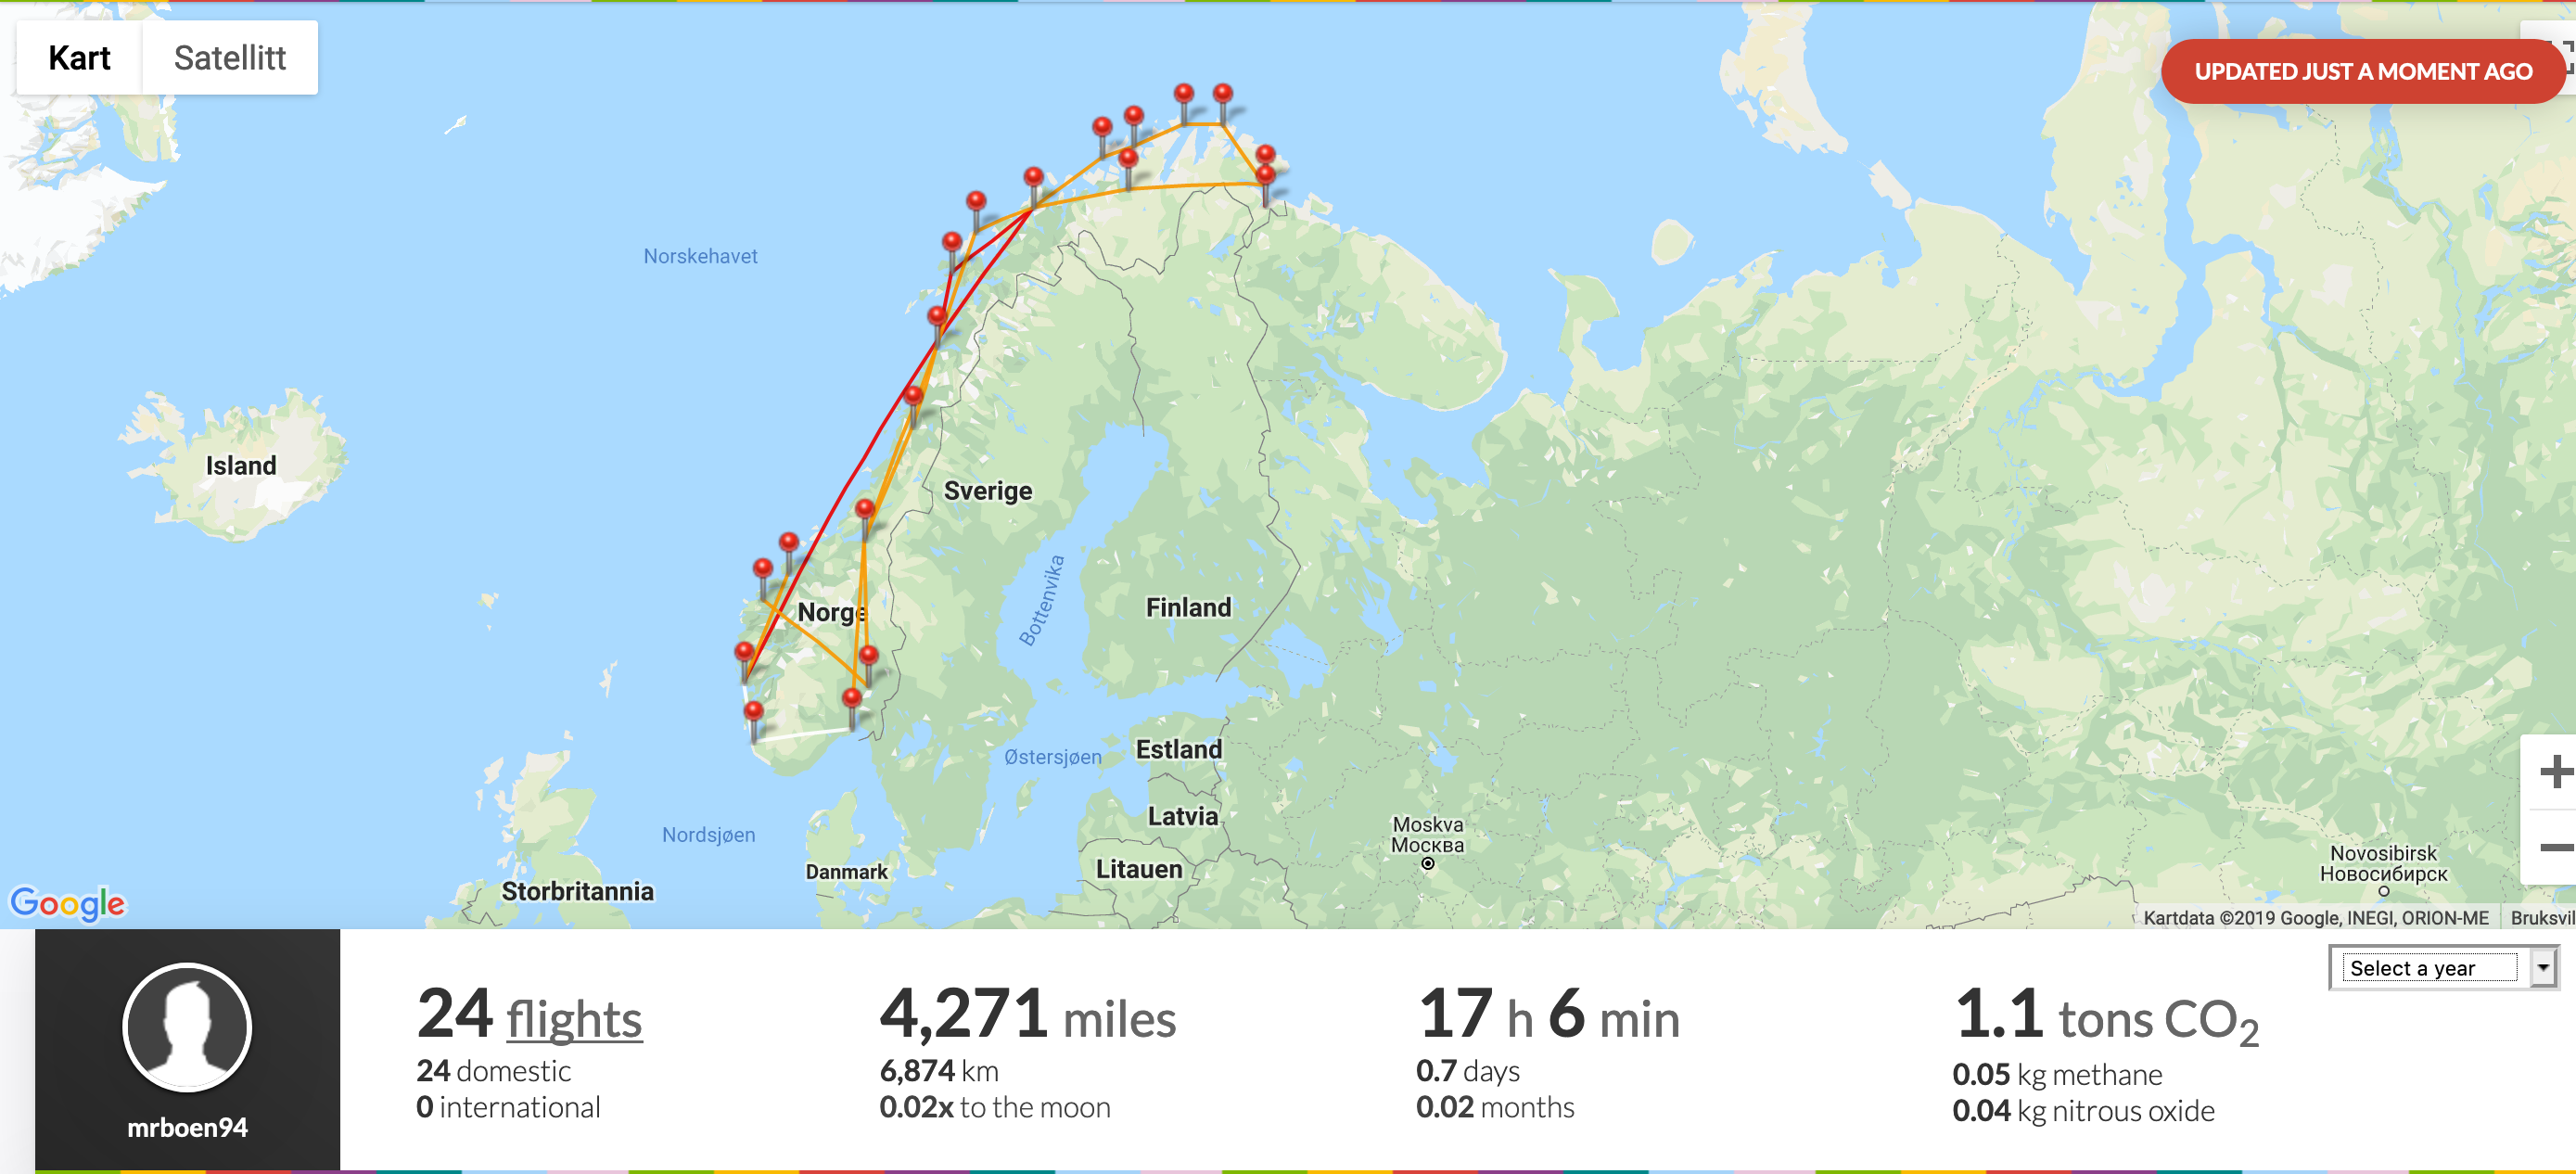 Kart
Satellitt
UPDATED JUST A MOMENT AGO
Norskehavet
Island
Sverige
Norge
Bottenvika
Finland
Østersjøen
Estland
Latvia
Nordsjøen
Moskva
Москва
Danmark
Litauen
Storbritannia
Novosibirsk
Новосибирск
Google
Kartdata ©2019 Google, INEGI, ORION-ME
Select a year
24 flights
24 domestic
0 international
4,271 miles
6,874 km
0.02x to the moon
17 h 6 min
0.7 days
0.02 months
1.1 tons CO2
0.05 kg methane
0.04 kg nitrous oxide
mrboen94